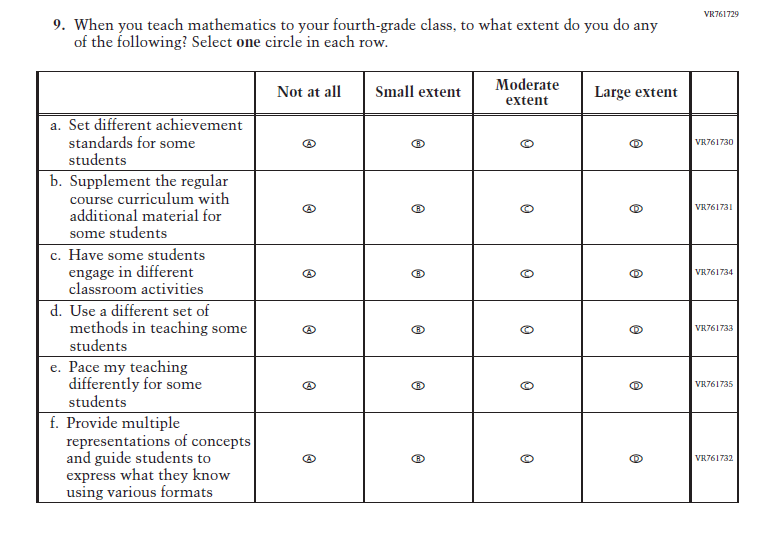 VR761729
9. When you teach mathematics to your fourth-grade class, to what extent do you do any
of the following? Select one circle in each row.
Not at all Small extent Moderate extent Large extent
a. Set different achievement
standards for some
students
A B C D VR761730
b. Supplement the regular
course curriculum with
additional material for
some students
A B C D VR761731
c. Have some students
engage in different
classroom activities
A B C D VR761734
d. Use a different set of
methods in teaching some
students
A B C D VR761733
e. Pace my teaching
differently for some
students
A B C D VR761735
f. Provide multiple
representations of concepts
and guide students to
express what they know
using various formats
A B C D VR761732